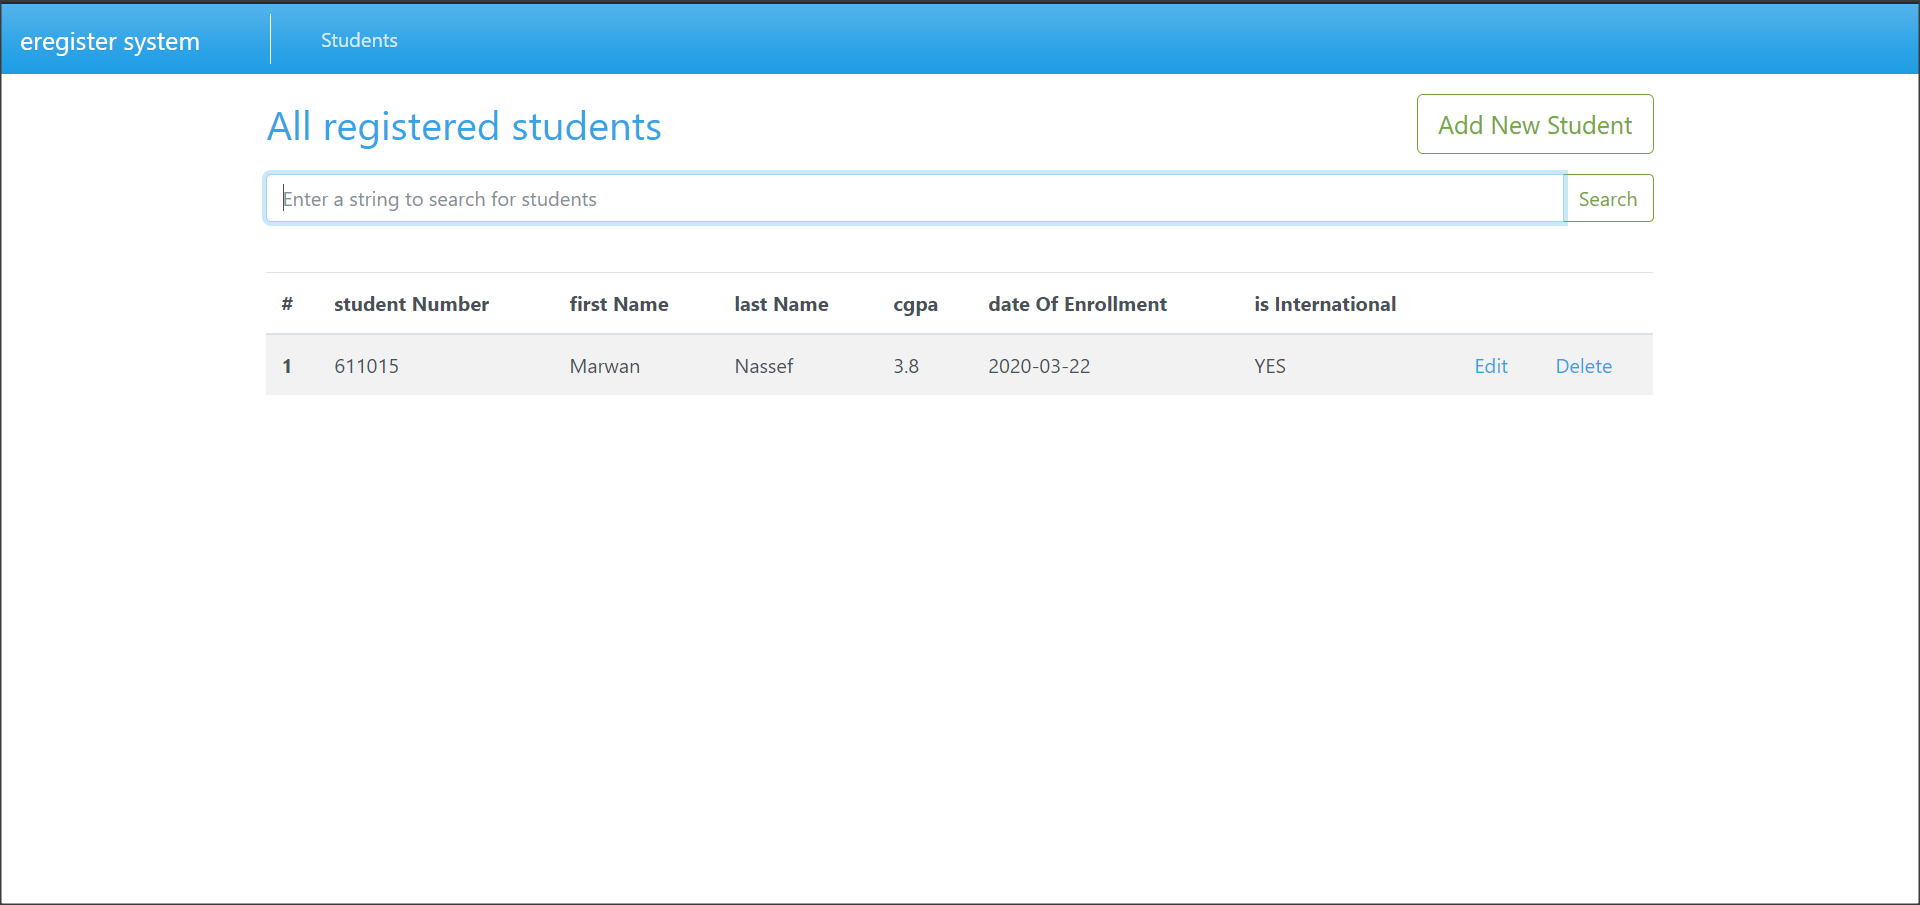 eregister system Students
All registered students Add New Student
Enter a string to search for students Search
# student Number first Name last Name cgpa date Of Enrollment is International
1 611015 Marwan Nassef 3.8 2020-03-22 YES Edit Delete